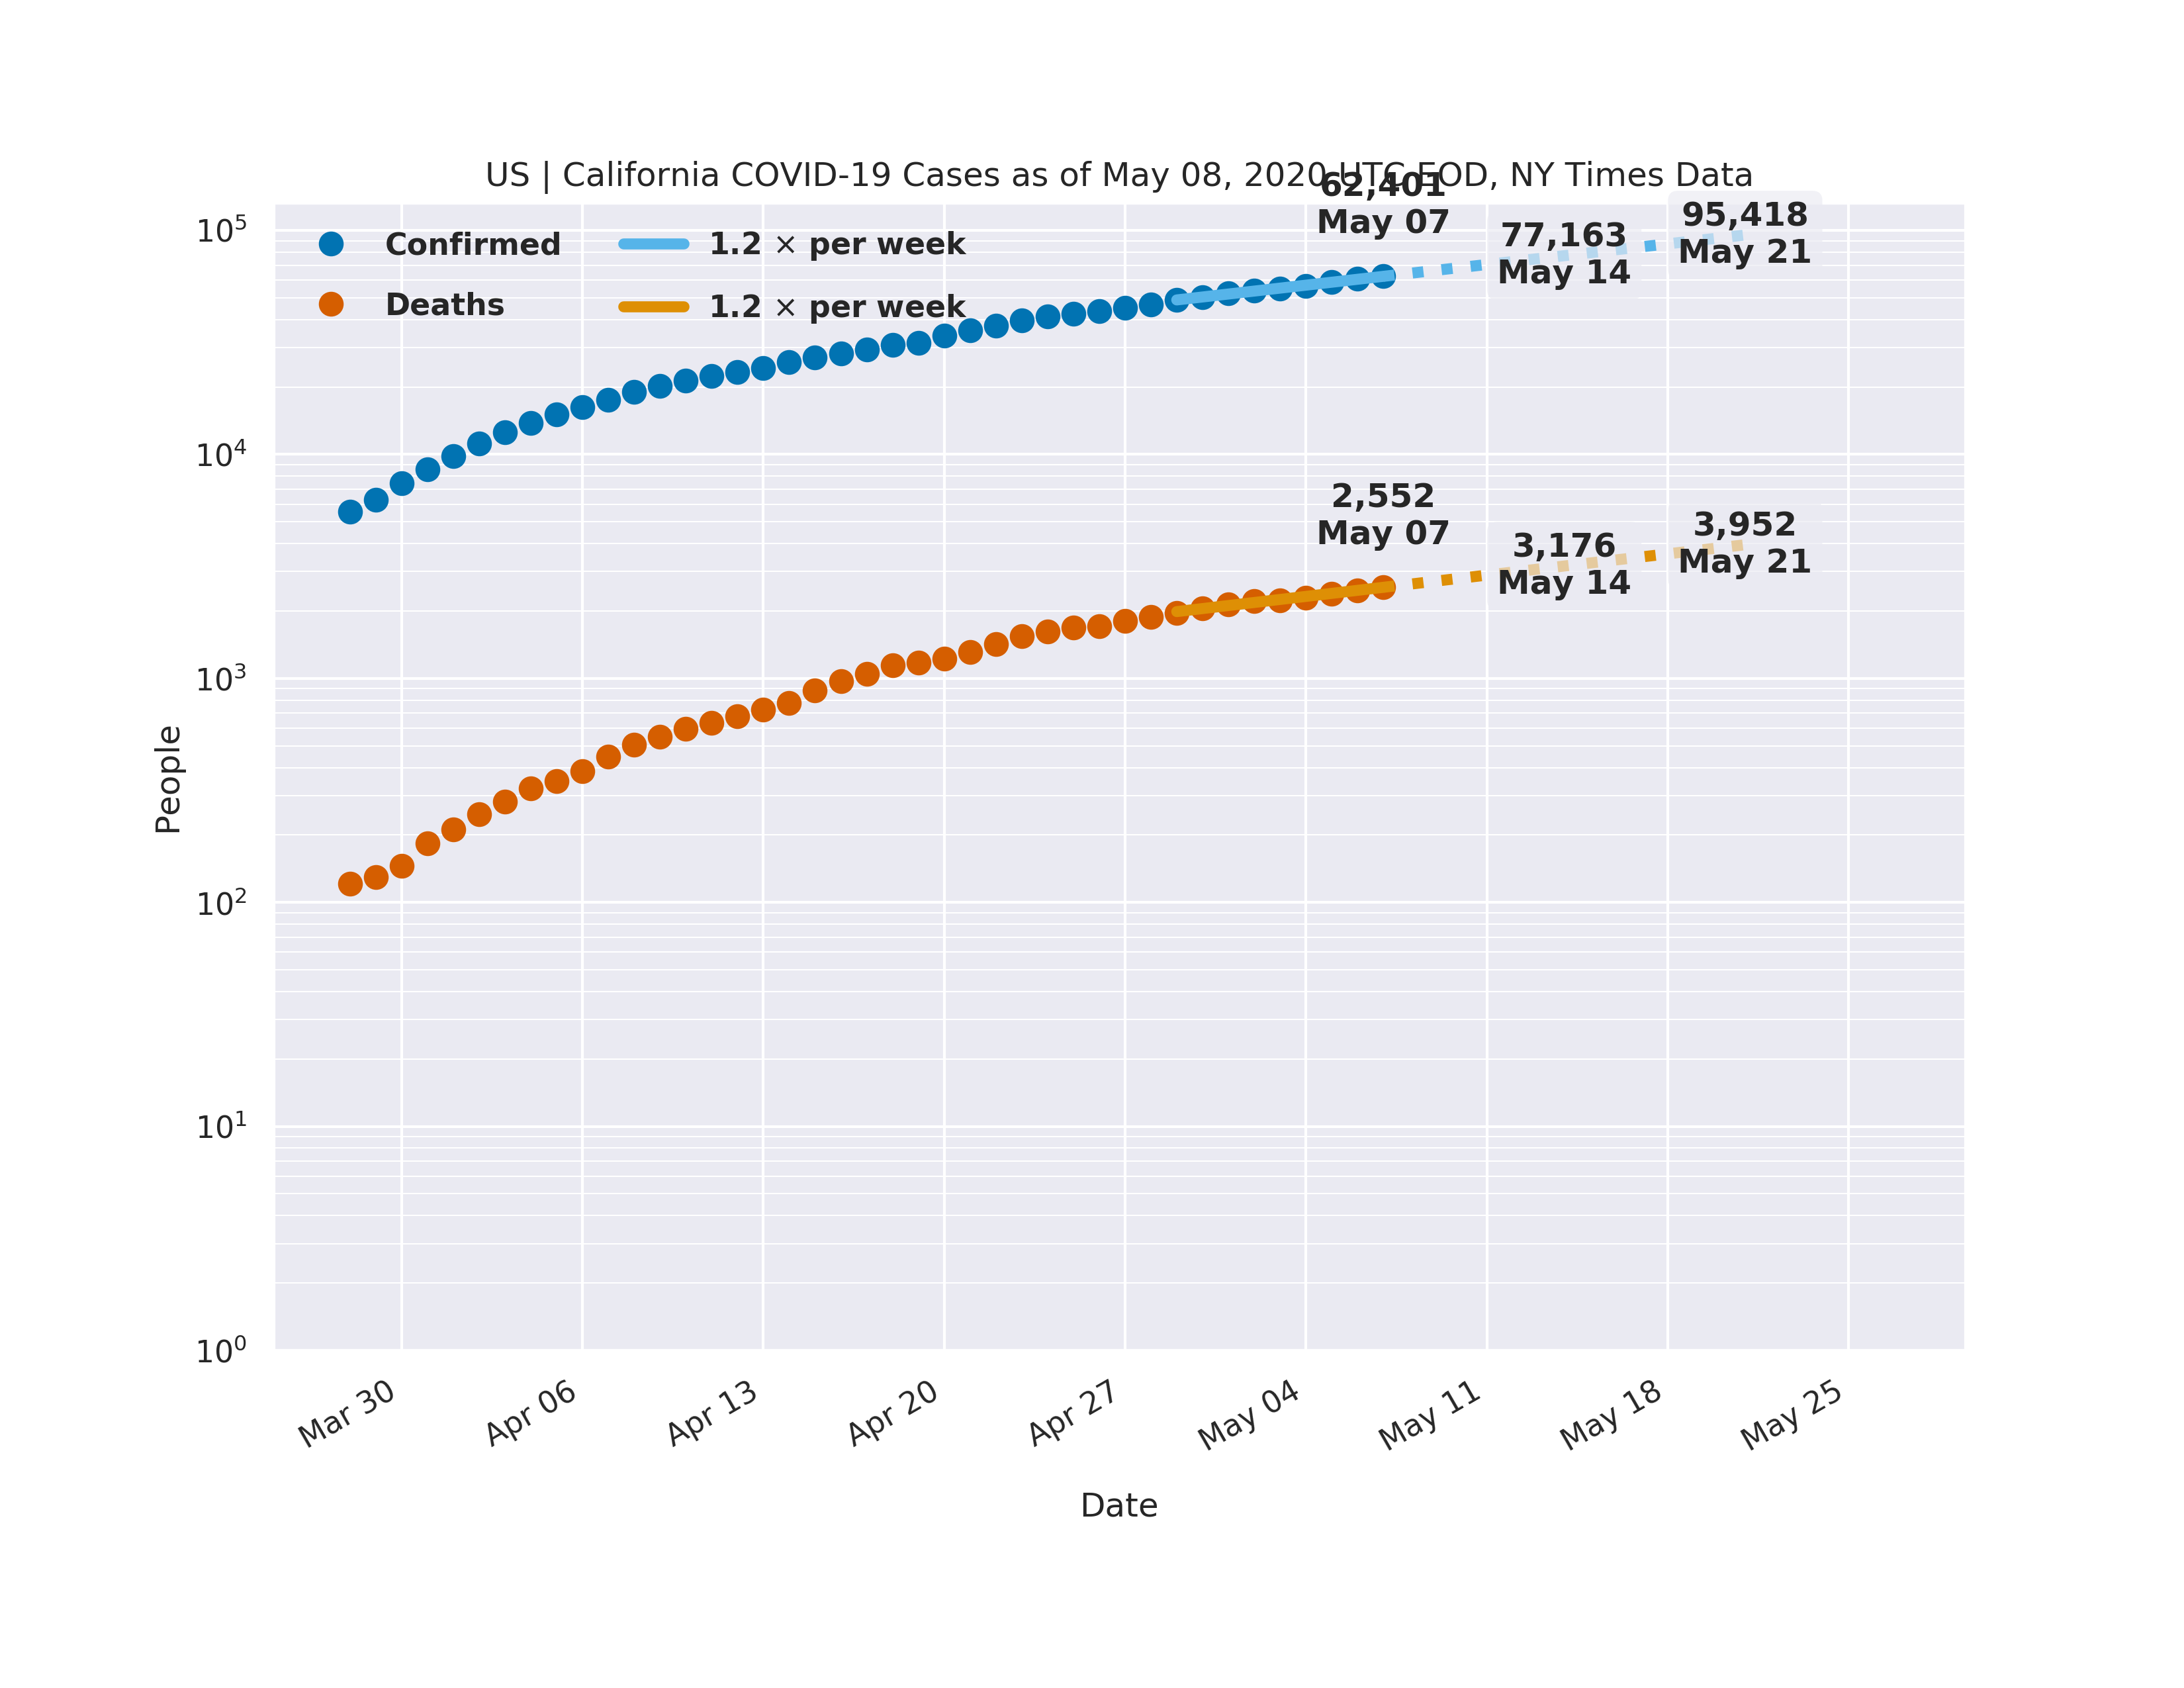 US | California COVID-19 Cases as of May 08, 2020 UTC EOD, NY Times Data
Confirmed
Deaths
1.2 × per week
1.2 × per week
62,401
May 07
77,163
May 14
95,418
May 21
2,552
May 07
3,176
May 14
3,952
May 21
People
10⁵
10⁴
10³
10²
10¹
10⁰
Mar 30
Apr 06
Apr 13
Apr 20
Apr 27
May 04
May 11
May 18
May 25
Date